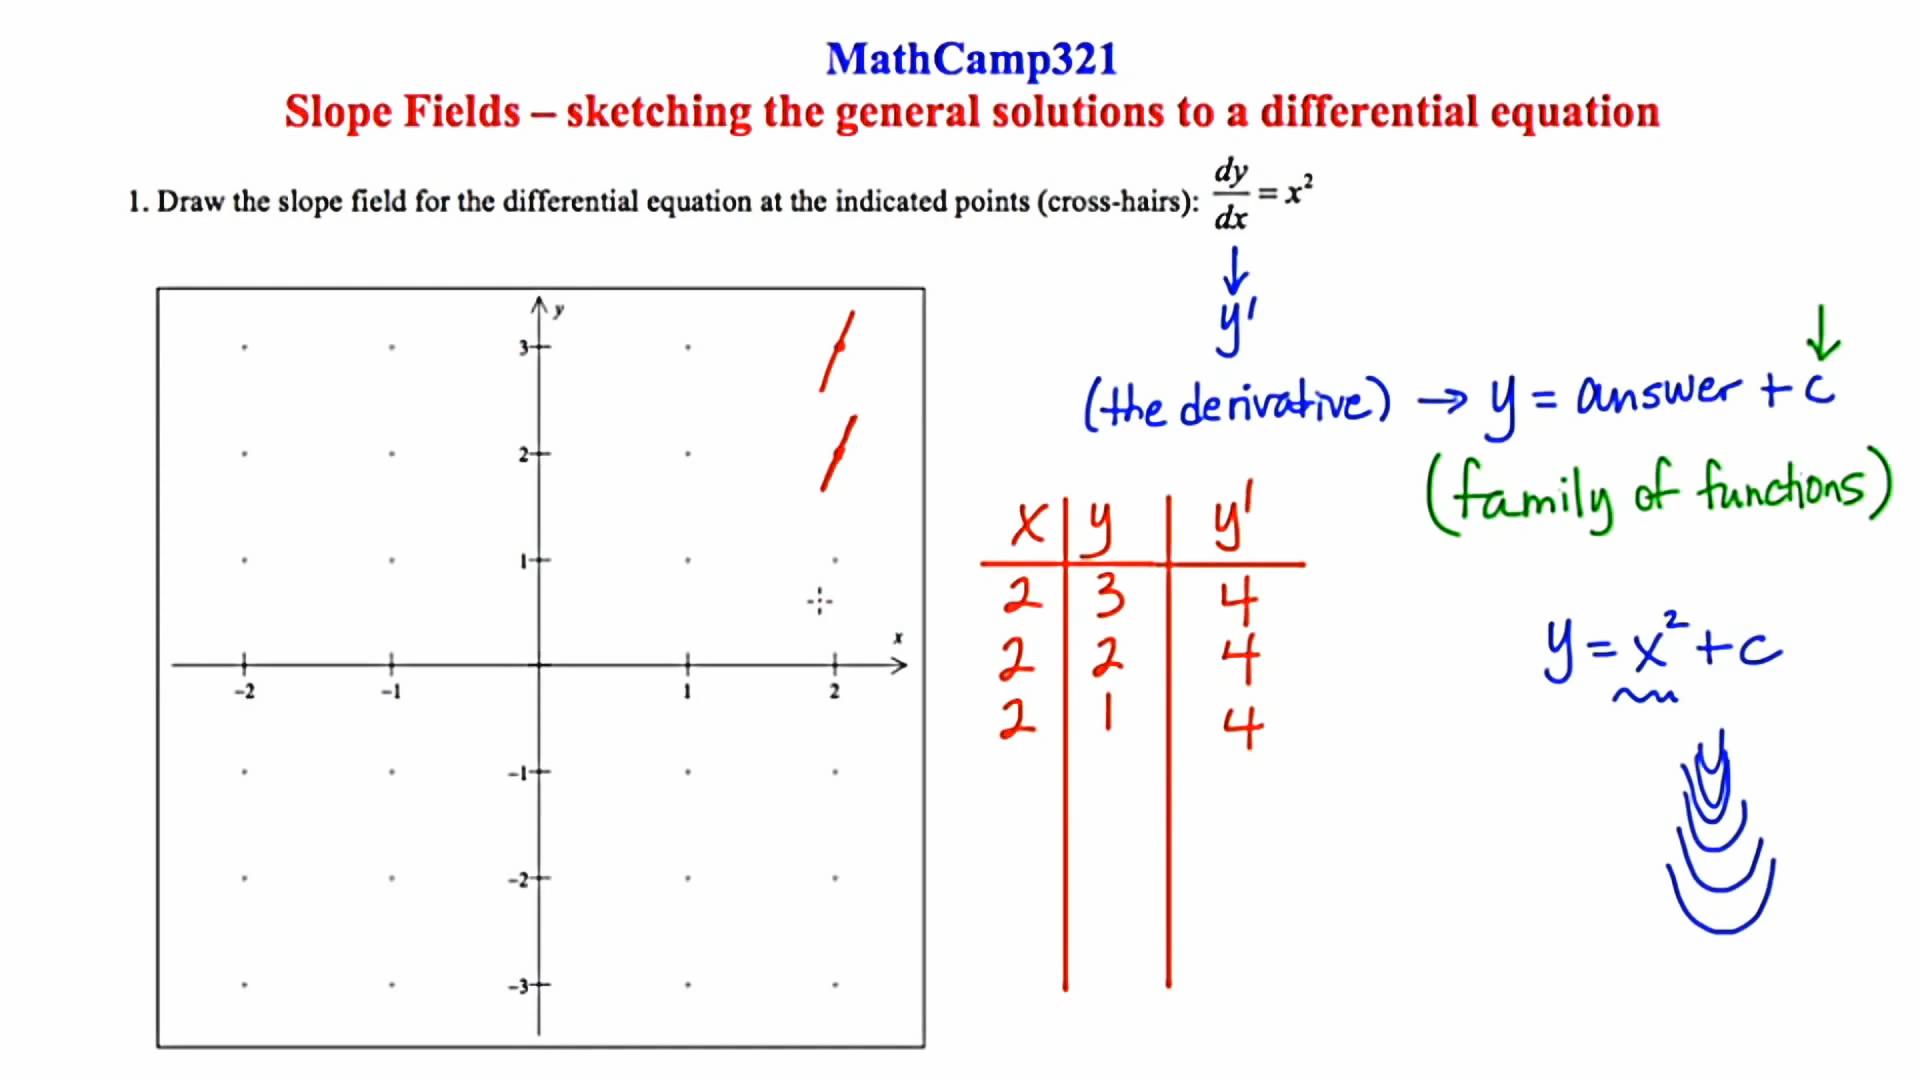 MathCamp321
Slope Fields – sketching the general solutions to a differential equation
1. Draw the slope field for the differential equation at the indicated points (cross-hairs): dy/dx = x²
y'
(the derivative) → y = answer + c
(family of functions)
x y y'
2 3 4
2 2 4
2 1 4
y = x² + c
y
3
2
1
x
-2 -1 1 2
-1
-2
-3